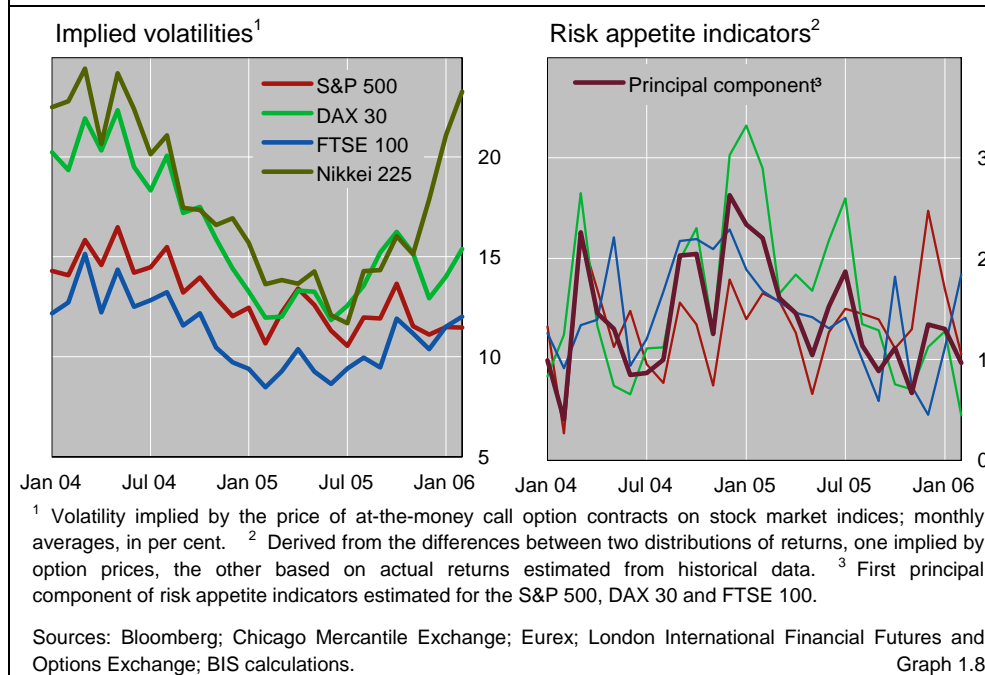 Implied volatilities¹
S&P 500
DAX 30
FTSE 100
Nikkei 225
20
15
10
5
Jan 04 Jul 04 Jan 05 Jul 05 Jan 06
Risk appetite indicators²
Principal component³
3
2
1
0
Jan 04 Jul 04 Jan 05 Jul 05 Jan 06
¹ Volatility implied by the price of at-the-money call option contracts on stock market indices; monthly
averages, in per cent. ² Derived from the differences between two distributions of returns, one implied by
option prices, the other based on actual returns estimated from historical data. ³ First principal
component of risk appetite indicators estimated for the S&P 500, DAX 30 and FTSE 100.
Sources: Bloomberg; Chicago Mercantile Exchange; Eurex; London International Financial Futures and
Options Exchange; BIS calculations. Graph 1.8